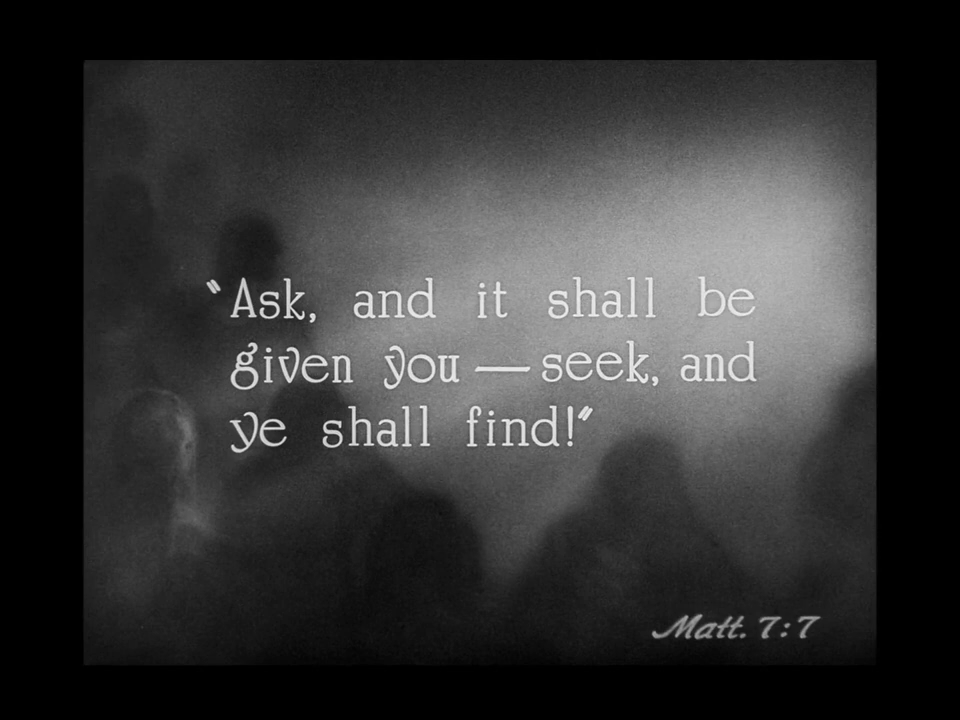 “Ask, and it shall be
given you — seek, and
ye shall find!”
Matt. 7:7